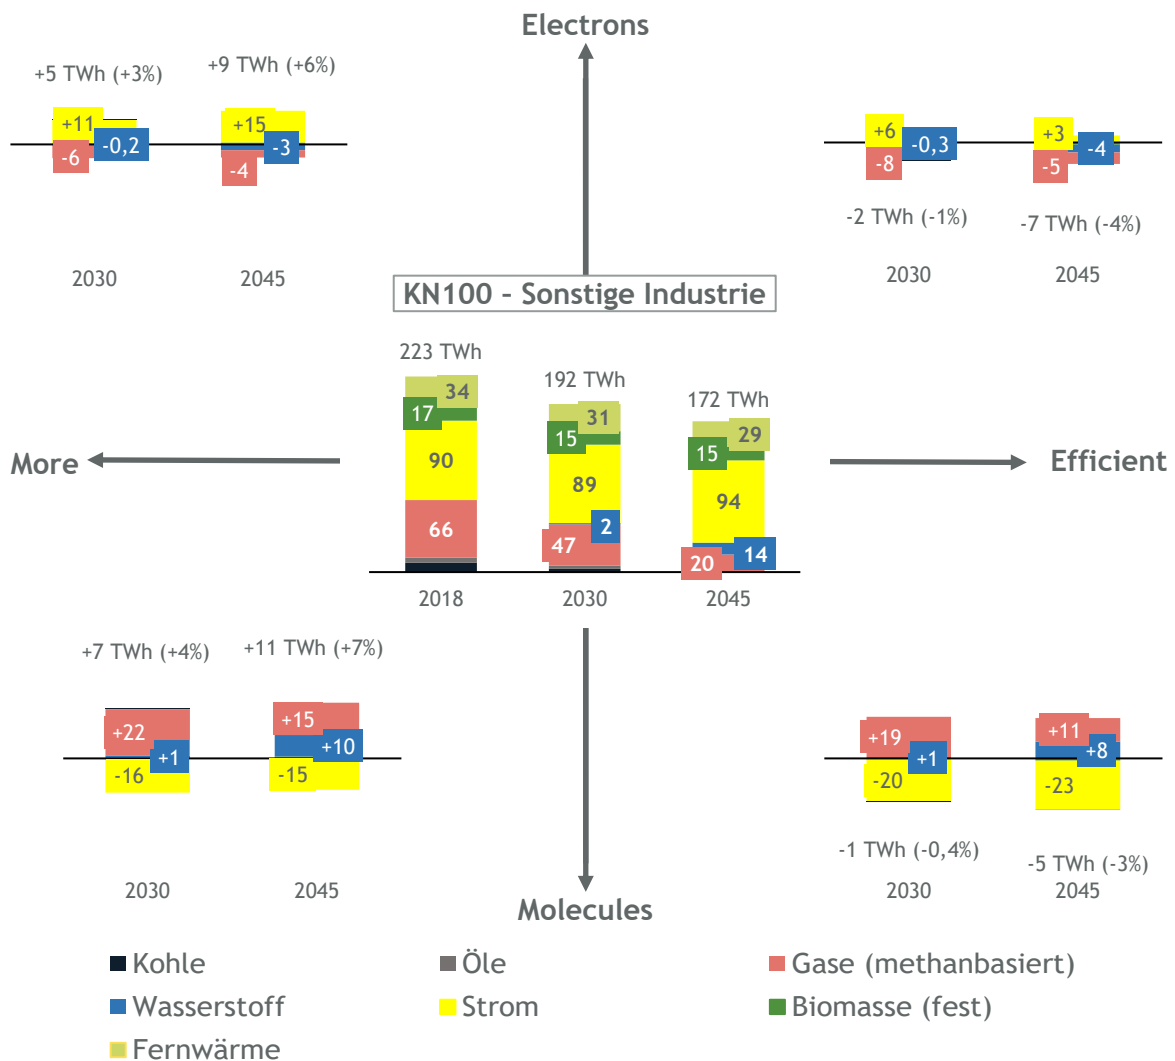 Electrons
+5 TWh (+3%)
+9 TWh (+6%)
+11
-0,2
-6
+15
-3
-4
2030
2045
+6
-0,3
-8
+3
-4
-5
-2 TWh (-1%)
-7 TWh (-4%)
2030
2045
KN100 - Sonstige Industrie
More
Efficient
223 TWh
192 TWh
172 TWh
34
17
90
66
31
15
89
2
47
29
15
94
14
20
2018
2030
2045
+7 TWh (+4%)
+11 TWh (+7%)
+22
+1
-16
+15
+10
-15
2030
2045
+19
+1
-20
+11
+8
-23
-1 TWh (-0,4%)
-5 TWh (-3%)
2030
2045
Molecules
Kohle
Öle
Gase (methanbasiert)
Wasserstoff
Strom
Biomasse (fest)
Fernwärme